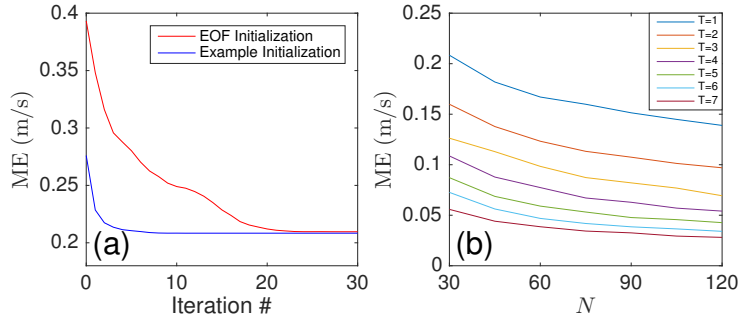 0.4
0.35
0.3
0.25
0.2
ME (m/s)
EOF Initialization
Example Initialization
(a)
0
10
20
30
Iteration #
0.25
0.2
0.15
0.1
0.05
0
ME (m/s)
T=1
T=2
T=3
T=4
T=5
T=6
T=7
(b)
30
60
90
120
N